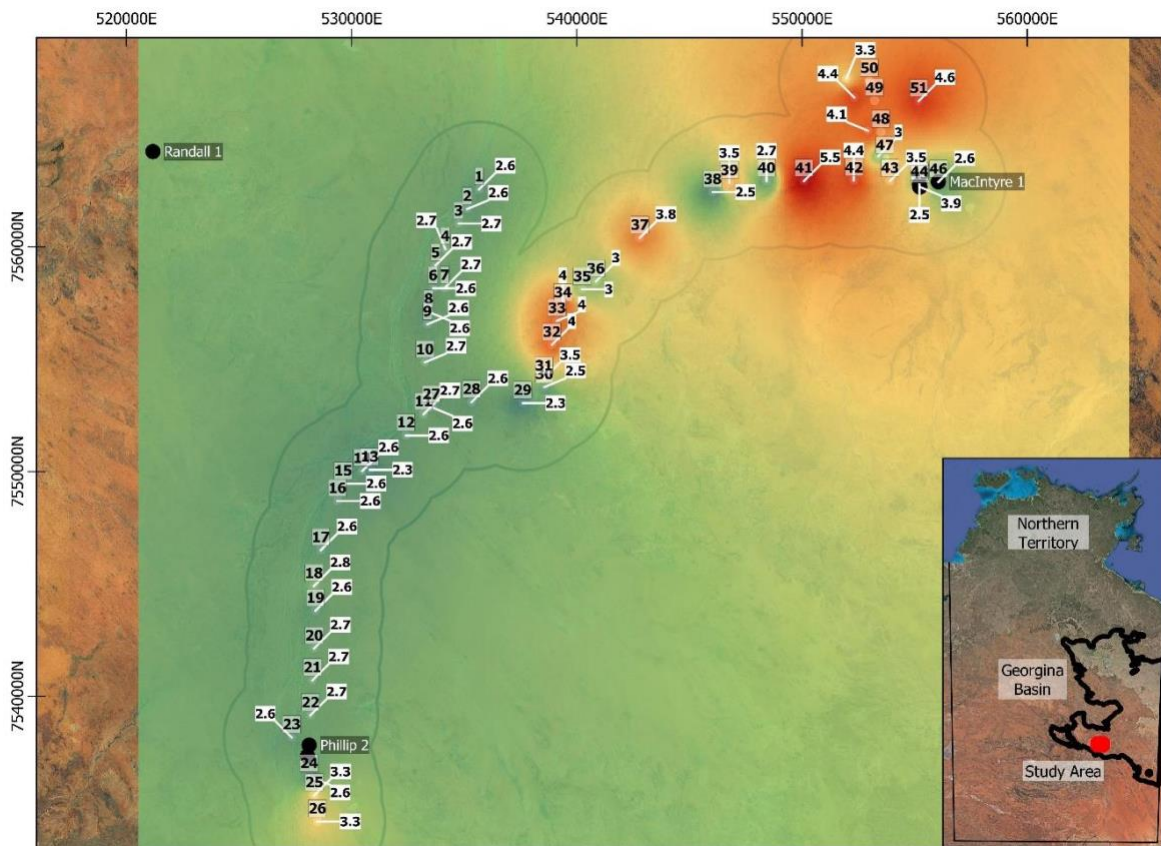 520000E 530000E 540000E 550000E 560000E
3.3
50
4.4
49 51 4.6
4.1 48
3
47
Randall 1
3.5 2.7 4.4 5.5 3.5
2.6
39 40 41 42 43 44 46 2.6
1
38 2.5 MacIntyre 1
2 2.6
2.5 3.9
3
2.7 2.7
3.8
37
4 2.7
7560000N
5 3
36
2.7 4 35
6 7 3
2.6 34
8 4
33
9 2.6
4
2.6 32
10 2.7 3.5
31
30 2.5
2.6
27 2.7 28 29
11 2.3
12 2.6
2.6
2.6
13
7550000N
15 2.3
2.6
16
2.6
2.6
17
2.8
18
2.6
19
2.7
20
2.7
21
2.7
22
7540000N
2.6
23
Phillip 2
24
3.3
25
2.6
26
3.3
Northern
Territory
Georgina
Basin
Study Area